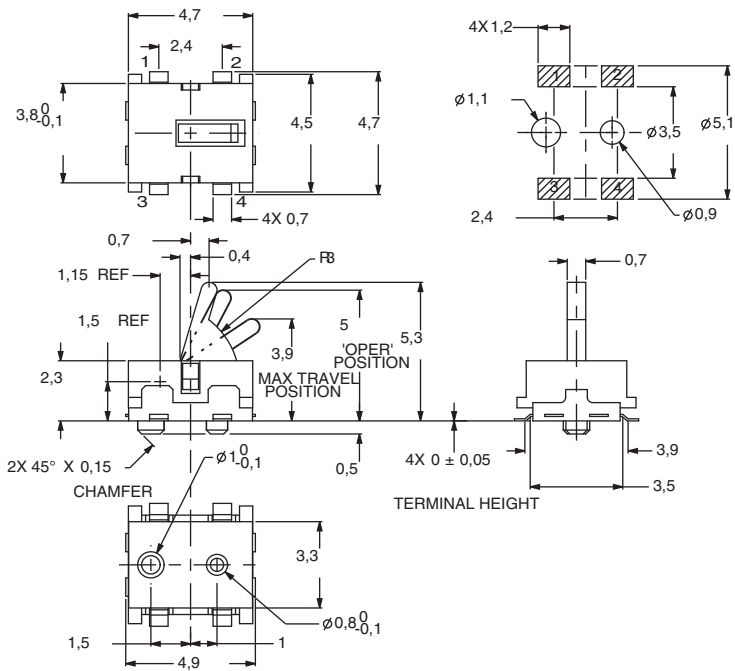 4,7
2,4
1
2
3,8 0 -0,1
4,5
4,7
3
4
4X 0,7
4X 1,2
1
2
Ø1,1
Ø3,5
Ø5,1
3
4
2,4
Ø0,9
0,7
0,4
1,15 REF
R3
1,5 REF
2,3
3,9
5
5,3
'OPER'
POSITION
MAX TRAVEL
POSITION
0,5
2X 45° X 0,15
CHAMFER
0,7
4X 0 ± 0,05
3,9
3,5
TERMINAL HEIGHT
Ø1 0 -0,1
3,3
Ø0,8 0 -0,1
1,5
1
4,9